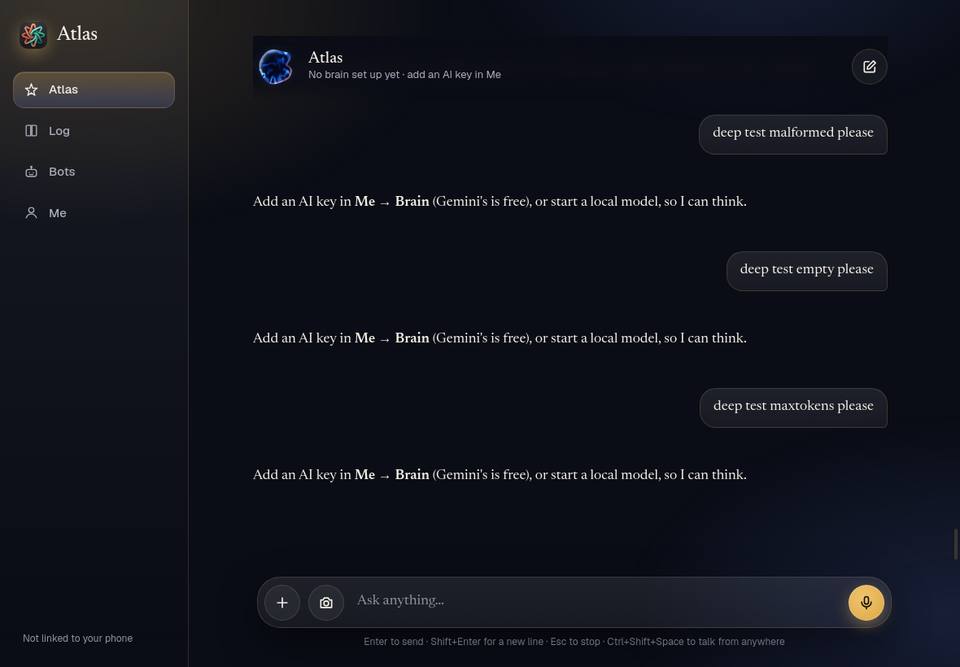 Atlas
Atlas
Log
Bots
Me
Not linked to your phone
Atlas
No brain set up yet · add an AI key in Me
deep test malformed please
Add an AI key in Me → Brain (Gemini's is free), or start a local model, so I can think.
deep test empty please
Add an AI key in Me → Brain (Gemini's is free), or start a local model, so I can think.
deep test maxtokens please
Add an AI key in Me → Brain (Gemini's is free), or start a local model, so I can think.
Ask anything...
Enter to send · Shift+Enter for a new line · Esc to stop · Ctrl+Shift+Space to talk from anywhere